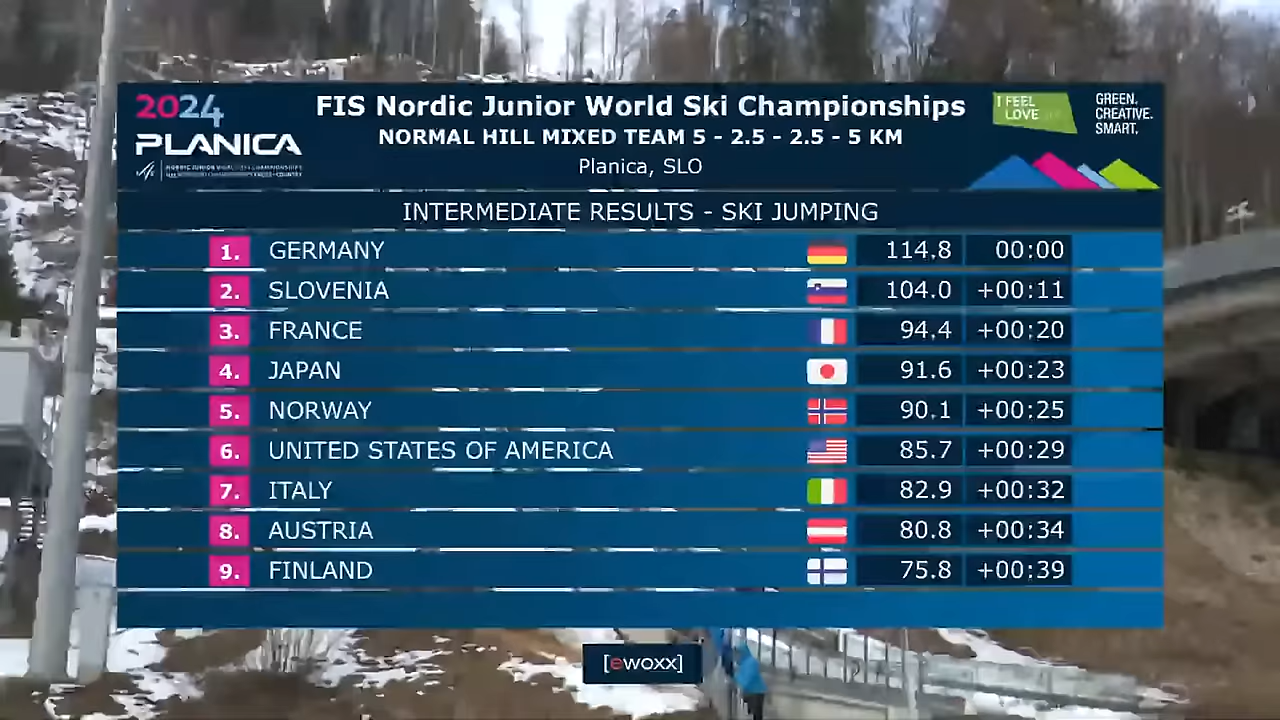 2024
PLANICA
FIS Nordic Junior World Ski Championships
NORMAL HILL MIXED TEAM 5 - 2.5 - 2.5 - 5 KM
Planica, SLO
I FEEL
LOVE
GREEN.
CREATIVE.
SMART.
INTERMEDIATE RESULTS - SKI JUMPING
1. GERMANY 114.8 00:00
2. SLOVENIA 104.0 +00:11
3. FRANCE 94.4 +00:20
4. JAPAN 91.6 +00:23
5. NORWAY 90.1 +00:25
6. UNITED STATES OF AMERICA 85.7 +00:29
7. ITALY 82.9 +00:32
8. AUSTRIA 80.8 +00:34
9. FINLAND 75.8 +00:39
[ewoxx]